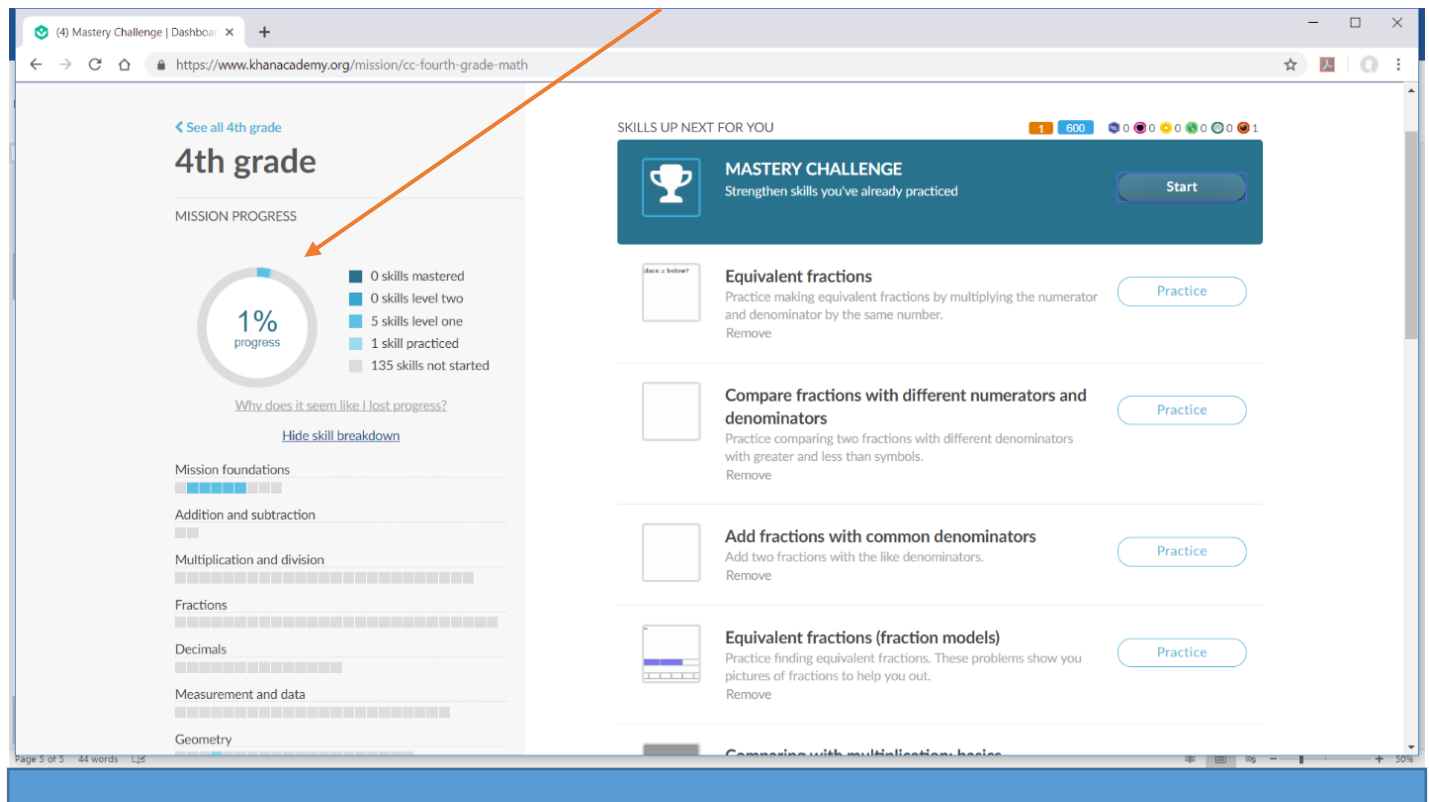 (4) Mastery Challenge | Dashboar
https://www.khanacademy.org/mission/cc-fourth-grade-math
See all 4th grade
4th grade
MISSION PROGRESS
1%
progress
0 skills mastered
0 skills level two
5 skills level one
1 skill practiced
135 skills not started
Why does it seem like I lost progress?
Hide skill breakdown
Mission foundations
Addition and subtraction
Multiplication and division
Fractions
Decimals
Measurement and data
Geometry
SKILLS UP NEXT FOR YOU
1 600 0 0 0 0 0 1
MASTERY CHALLENGE
Strengthen skills you've already practiced
Start
place z below?
Equivalent fractions
Practice making equivalent fractions by multiplying the numerator
and denominator by the same number.
Remove
Practice
Compare fractions with different numerators and
denominators
Practice comparing two fractions with different denominators
with greater and less than symbols.
Remove
Practice
Add fractions with common denominators
Add two fractions with the like denominators.
Remove
Practice
Equivalent fractions (fraction models)
Practice finding equivalent fractions. These problems show you
pictures of fractions to help you out.
Remove
Practice
Comparing with multiplication: basics
Page 5 of 5 44 words
50%